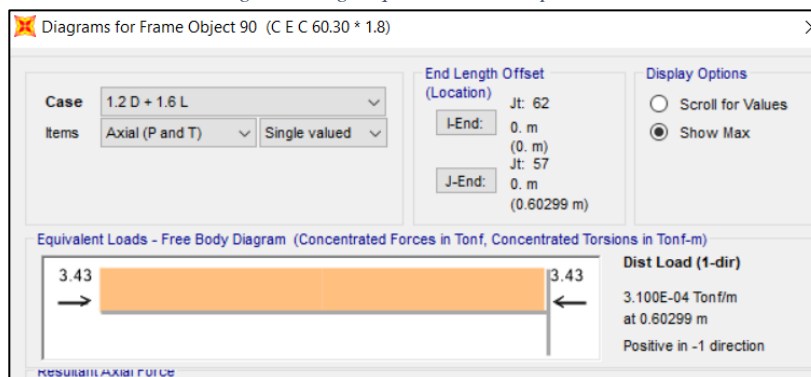 Diagrams for Frame Object 90 (C E C 60.30 * 1.8)
Case 1.2 D + 1.6 L
Items Axial (P and T) Single valued
End Length Offset
(Location)
Jt: 62
I-End: 0. m
(0. m)
Jt: 57
J-End: 0. m
(0.60299 m)
Display Options
Scroll for Values
Show Max
Equivalent Loads - Free Body Diagram (Concentrated Forces in Tonf, Concentrated Torsions in Tonf-m)
3.43
3.43
Dist Load (1-dir)
3.100E-04 Tonf/m
at 0.60299 m
Positive in -1 direction
Resultant Axial Force